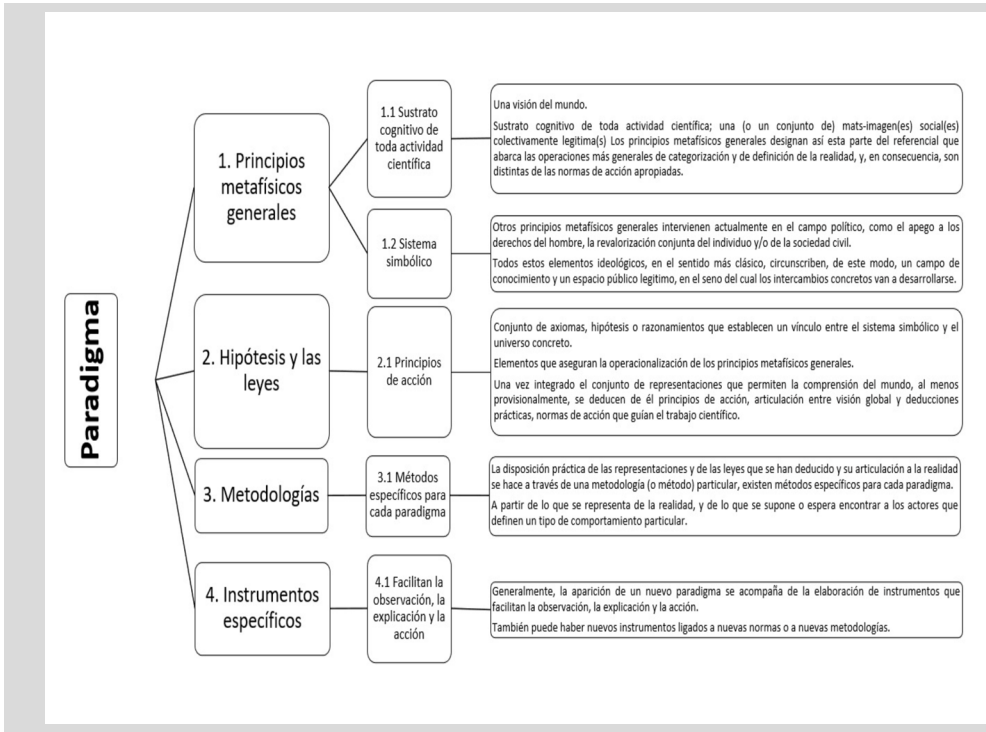 Paradigma
1. Principios
metafísicos
generales
1.1 Sustrato
cognitivo de
toda actividad
científica
Una visión del mundo.
Sustrato cognitivo de toda actividad científica; una (o un conjunto de) mats-imagen(es) social(es)
colectivamente legitima(s) Los principios metafísicos generales designan así esta parte del referencial que
abarca las operaciones más generales de categorización y de definición de la realidad, y, en consecuencia, son
distintas de las normas de acción apropiadas.
1.2 Sistema
simbólico
Otros principios metafísicos generales intervienen actualmente en el campo político, como el apego a los
derechos del hombre, la revalorización conjunta del individuo y/o de la sociedad civil.
Todos estos elementos ideológicos, en el sentido más clásico, circunscriben, de este modo, un campo de
conocimiento y un espacio público legitimo, en el seno del cual los intercambios concretos van a desarrollarse.
2. Hipótesis y las
leyes
2.1 Principios
de acción
Conjunto de axiomas, hipótesis o razonamientos que establecen un vínculo entre el sistema simbólico y el
universo concreto.
Elementos que aseguran la operacionalización de los principios metafísicos generales.
Una vez integrado el conjunto de representaciones que permiten la comprensión del mundo, al menos
provisionalmente, se deducen de él principios de acción, articulación entre visión global y deducciones
prácticas, normas de acción que guían el trabajo científico.
3. Metodologías
3.1 Métodos
específicos para
cada paradigma
La disposición práctica de las representaciones y de las leyes que se han deducido y su articulación a la realidad
se hace a través de una metodología (o método) particular, existen métodos específicos para cada paradigma.
A partir de lo que se representa de la realidad, y de lo que se supone o espera encontrar a los actores que
definen un tipo de comportamiento particular.
4. Instrumentos
específicos
4.1 Facilitan la
observación, la
explicación y la
acción
Generalmente, la aparición de un nuevo paradigma se acompaña de la elaboración de instrumentos que
facilitan la observación, la explicación y la acción.
También puede haber nuevos instrumentos ligados a nuevas normas o a nuevas metodologías.